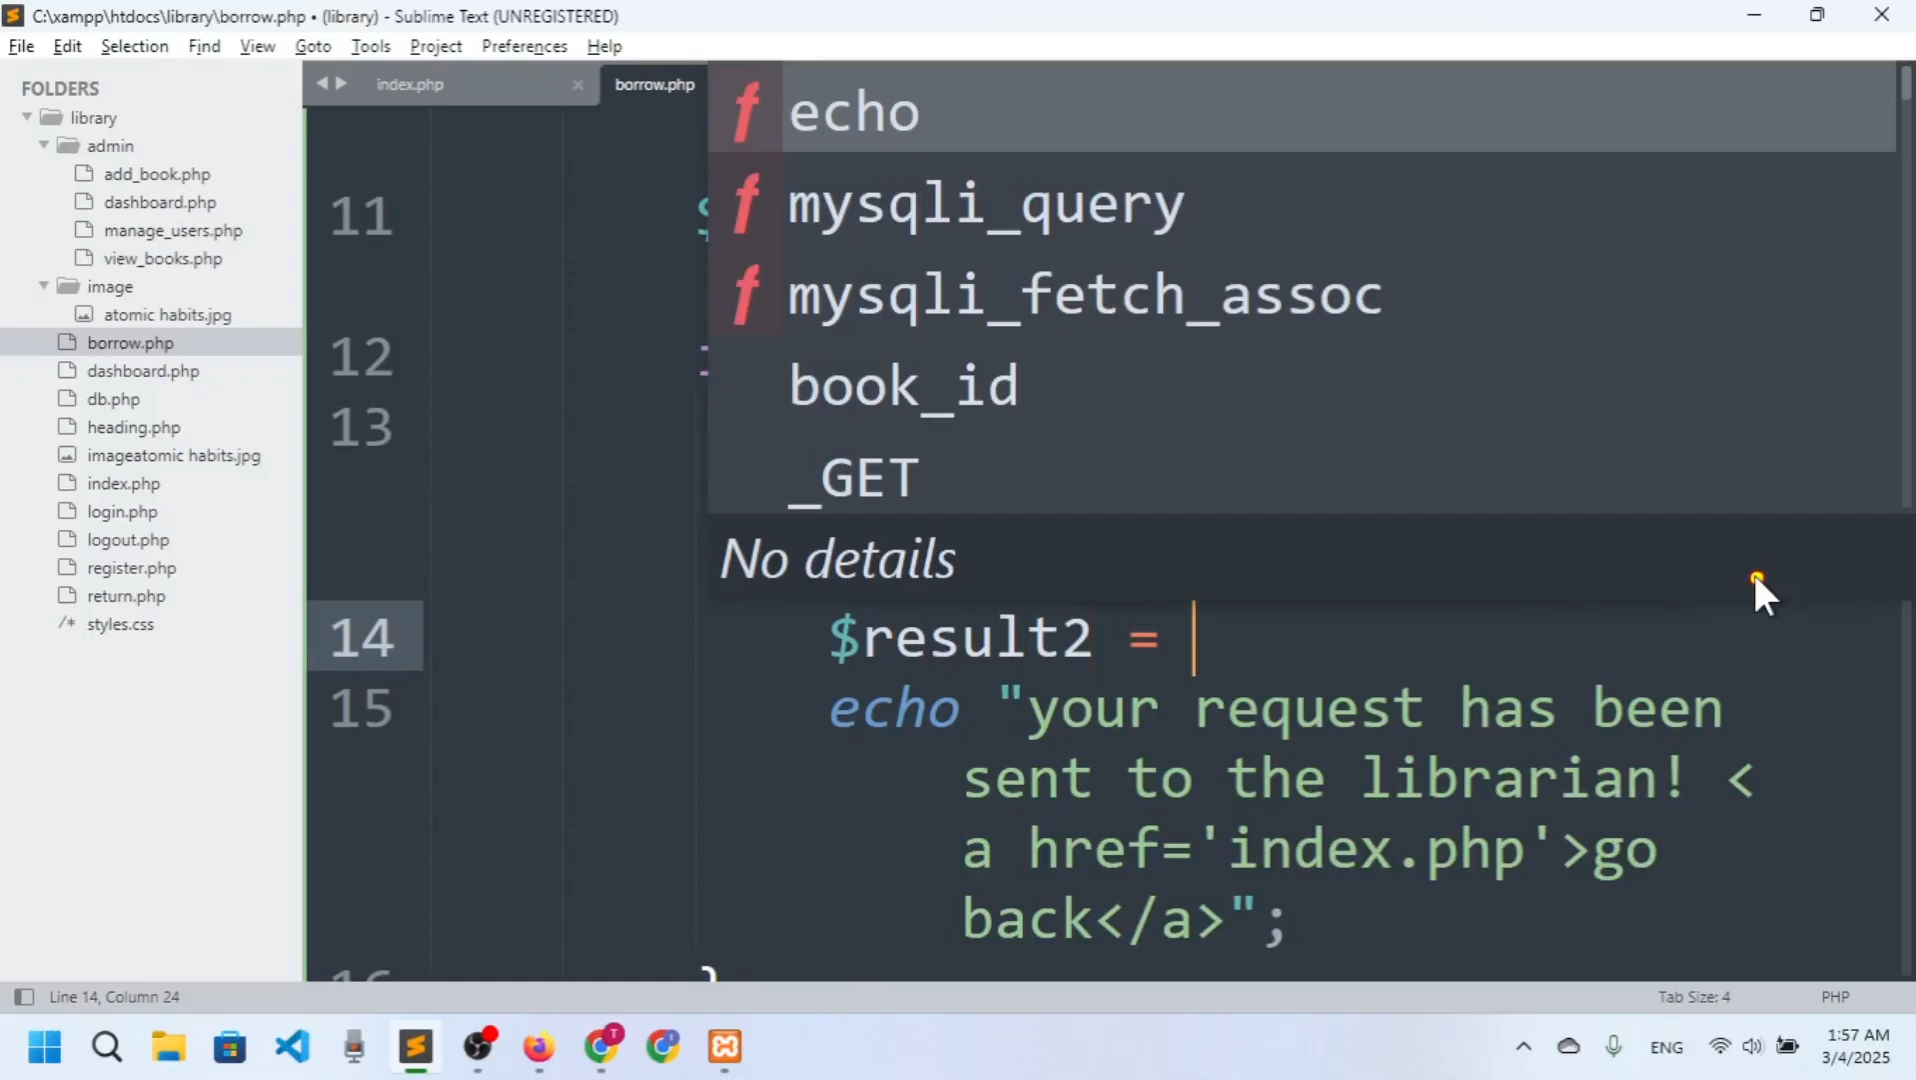 C:\xampp\htdocs\library\borrow.php • (library) - Sublime Text (UNREGISTERED)
File Edit Selection Find View Goto Tools Project Preferences Help
FOLDERS
library
admin
add_book.php
dashboard.php
manage_users.php
view_books.php
image
atomic habits.jpg
borrow.php
dashboard.php
db.php
heading.php
imageatomic habits.jpg
index.php
login.php
logout.php
register.php
return.php
/* styles.css
index.php
borrow.php
f echo
f mysqli_query
f mysqli_fetch_assoc
book_id
_GET
No details
11 $
12
13
14 $result2 =
15 echo "your request has been
sent to the librarian! <
a href='index.php'>go
back</a>";
16 }
Line 14, Column 24
Tab Size: 4
PHP
ENG
1:57 AM
3/4/2025